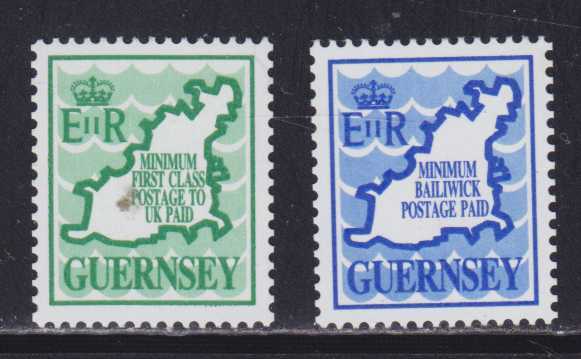 EIIR
MINIMUM
FIRST CLASS
POSTAGE TO
UK PAID
GUERNSEY
EIIR
MINIMUM
BAILIWICK
POSTAGE PAID
GUERNSEY